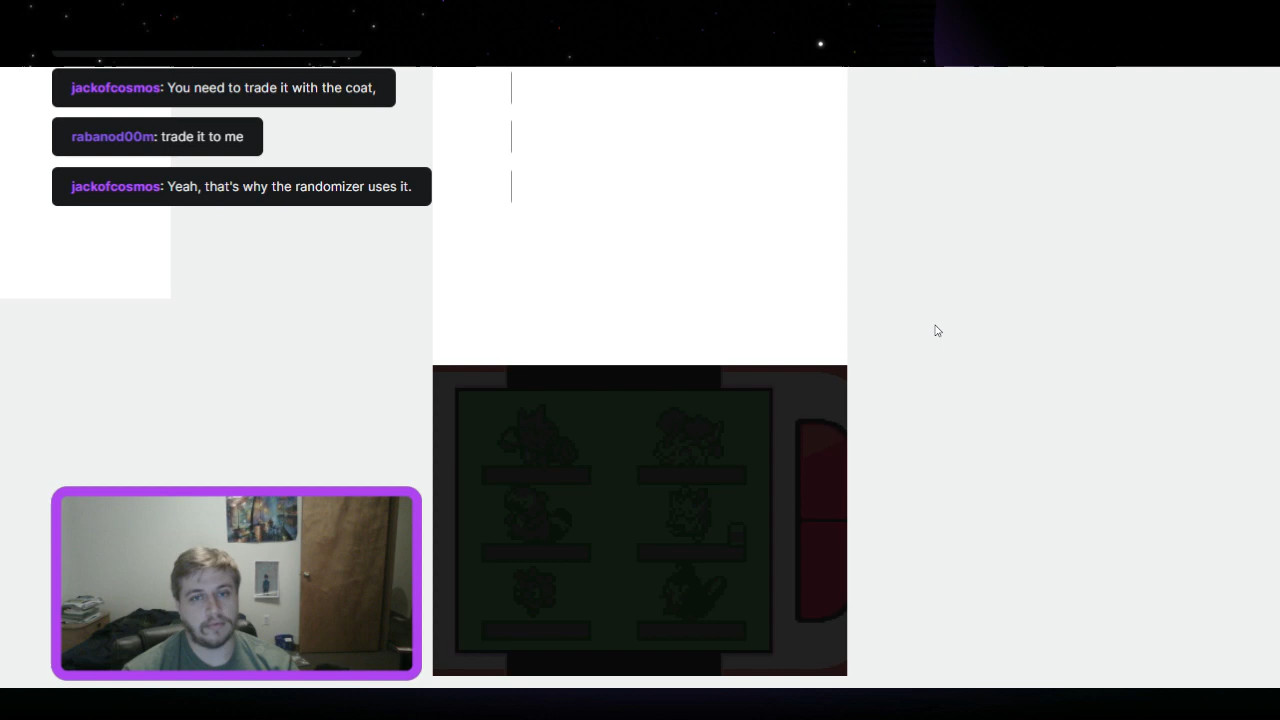 jackofcosmos: You need to trade it with the coat,
rabanod00m: trade it to me
jackofcosmos: Yeah, that's why the randomizer uses it.